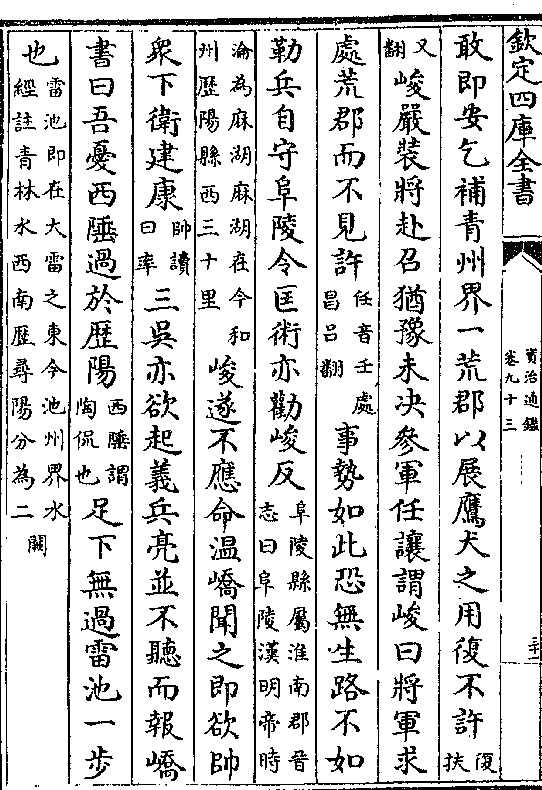 欽定四庫全書
資治通鑑
卷九十三
敢即安乞補青州界一荒郡以展鷹犬之用復不許復扶
又翻峻嚴裝將赴召猶豫未决參軍任讓謂峻曰將軍求
處荒郡而不見許任音壬處昌呂翻事勢如此恐無生路不如
勒兵自守阜陵令匡術亦勸峻反阜陵縣屬淮南郡晉志曰阜陵漢明帝時
淪為麻湖麻湖在今和州歷陽縣西三十里峻遂不應命温嶠聞之即欲帥
衆下衛建康帥讀曰率三吳亦欲起義兵亮並不聽而報嶠
書曰吾憂西陲過於歷陽西陲謂陶侃也足下無過雷池一步
也雷池即在大雷之東今池州界水經註青林水西南歷尋陽分為二闕